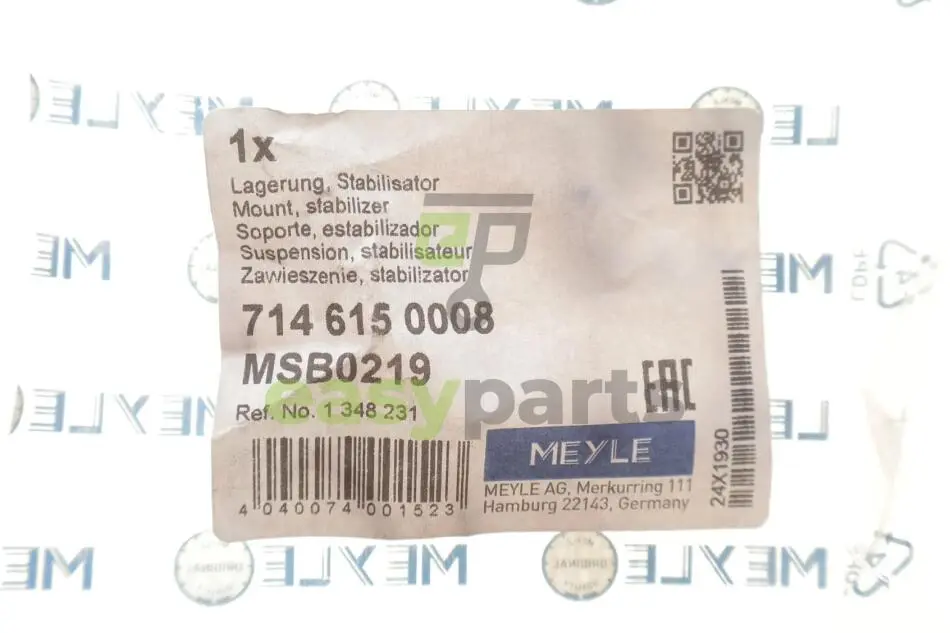 1x
Lagerung, Stabilisator
Mount, stabilizer
Soporte, estabilizador
Suspension, stabilisateur
Zawieszenie, stabilizator
714 615 0008
MSB0219
Ref. No. 1 348 231
4 040074 001523
EAC
MEYLE
MEYLE AG, Merkurring 111
Hamburg 22143, Germany
24X1930
easyparts